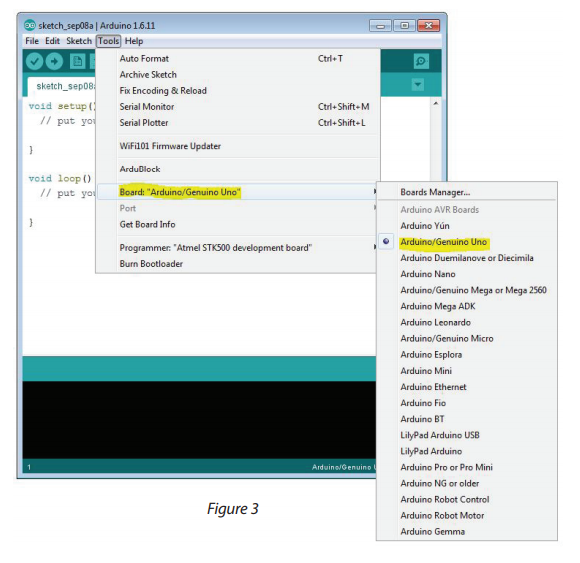 sketch_sep08a | Arduino 1.6.11
File Edit Sketch Tools Help
Auto Format Ctrl+T
Archive Sketch
Fix Encoding & Reload
Serial Monitor Ctrl+Shift+M
Serial Plotter Ctrl+Shift+L
WiFi101 Firmware Updater
ArduBlock
Board: "Arduino/Genuino Uno"
Port
Get Board Info
Programmer: "Atmel STK500 development board"
Burn Bootloader
sketch_sep08a
void setup()
// put you
}
void loop()
// put you
}
1 Arduino/Genuino U
Boards Manager...
Arduino AVR Boards
Arduino Yún
Arduino/Genuino Uno
Arduino Duemilanove or Diecimila
Arduino Nano
Arduino/Genuino Mega or Mega 2560
Arduino Mega ADK
Arduino Leonardo
Arduino/Genuino Micro
Arduino Esplora
Arduino Mini
Arduino Ethernet
Arduino Fio
Arduino BT
LilyPad Arduino USB
LilyPad Arduino
Arduino Pro or Pro Mini
Arduino NG or older
Arduino Robot Control
Arduino Robot Motor
Arduino Gemma
Figure 3